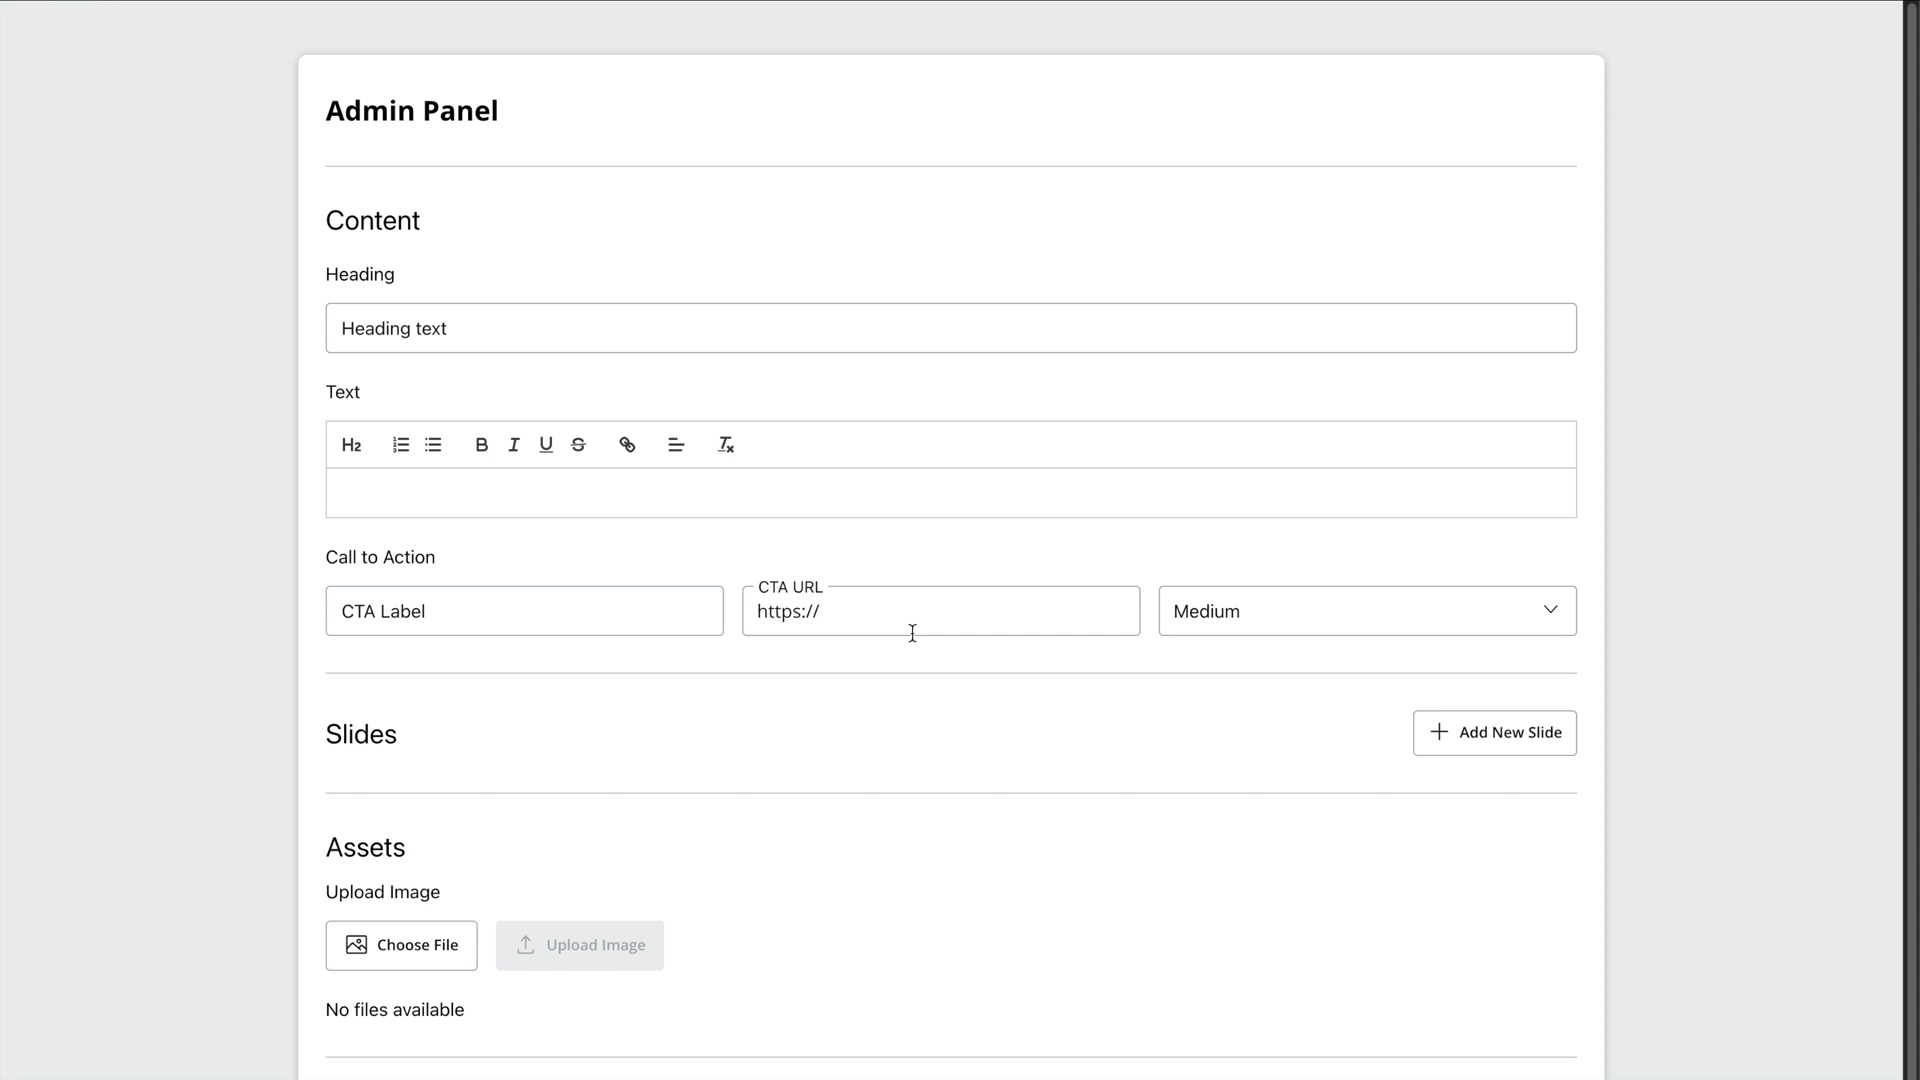 Admin Panel
Content
Heading
Heading text
Text
H2 B I U S
Call to Action
CTA Label
CTA URL
https://
Medium
Slides
Add New Slide
Assets
Upload Image
Choose File
Upload Image
No files available